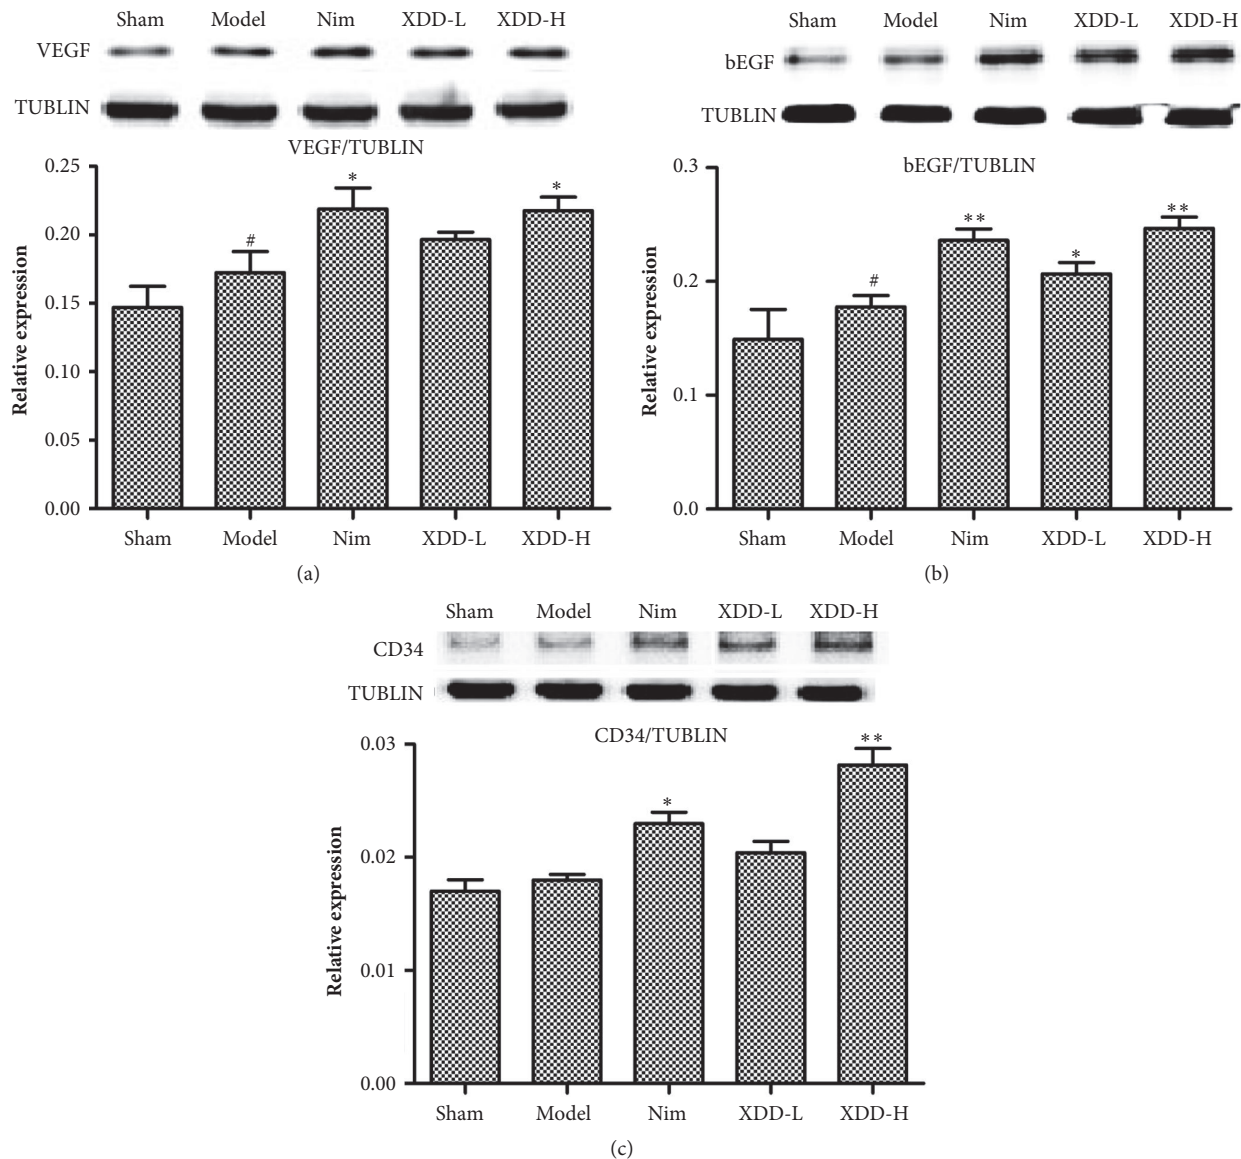 Sham Model Nim XDD-L XDD-H
VEGF
TUBLIN
VEGF/TUBLIN
0.25
0.20
0.15
0.10
0.05
0.00
Relative expression
#
*
*
Sham Model Nim XDD-L XDD-H
(a)
Sham Model Nim XDD-L XDD-H
bEGF
TUBLIN
bEGF/TUBLIN
0.3
0.2
0.1
0.0
Relative expression
#
**
*
**
Sham Model Nim XDD-L XDD-H
(b)
Sham Model Nim XDD-L XDD-H
CD34
TUBLIN
CD34/TUBLIN
0.03
0.02
0.01
0.00
Relative expression
*
**
Sham Model Nim XDD-L XDD-H
(c)